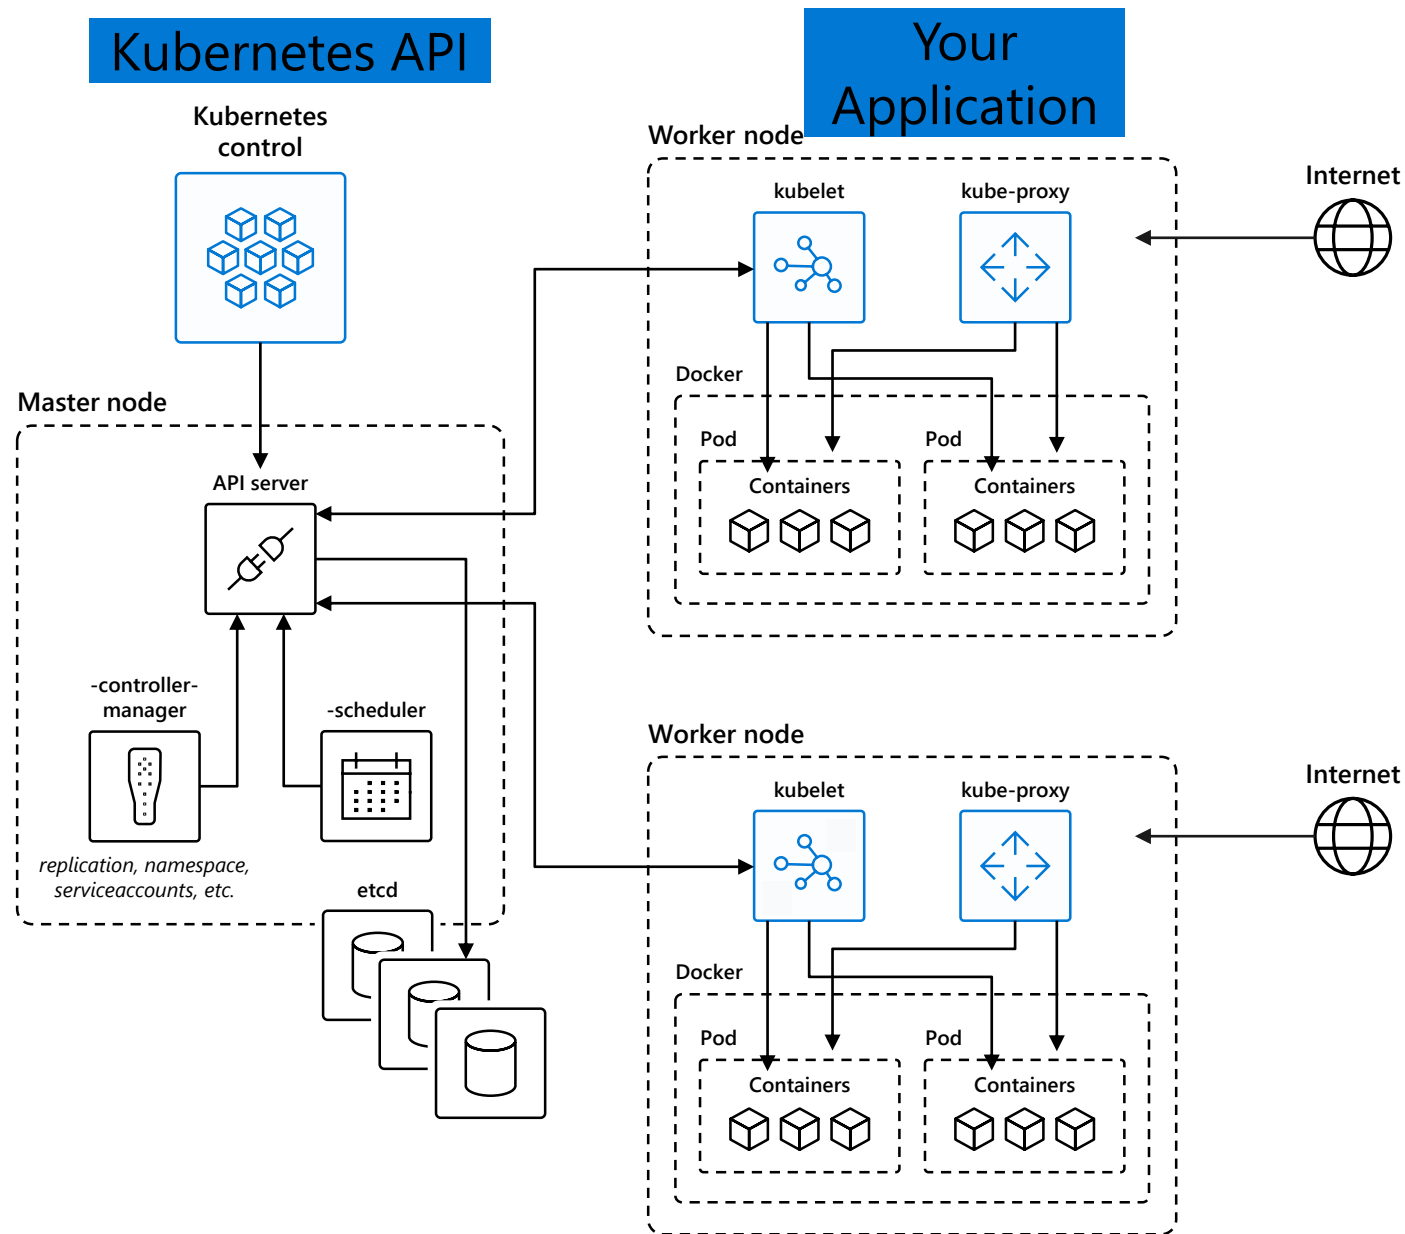 Kubernetes API
Your
Application
Kubernetes
control
Master node
API server
-controller-
manager
-scheduler
replication, namespace,
serviceaccounts, etc.
etcd
Worker node
kubelet
kube-proxy
Internet
Docker
Pod
Pod
Containers
Containers
Worker node
kubelet
kube-proxy
Internet
Docker
Pod
Pod
Containers
Containers